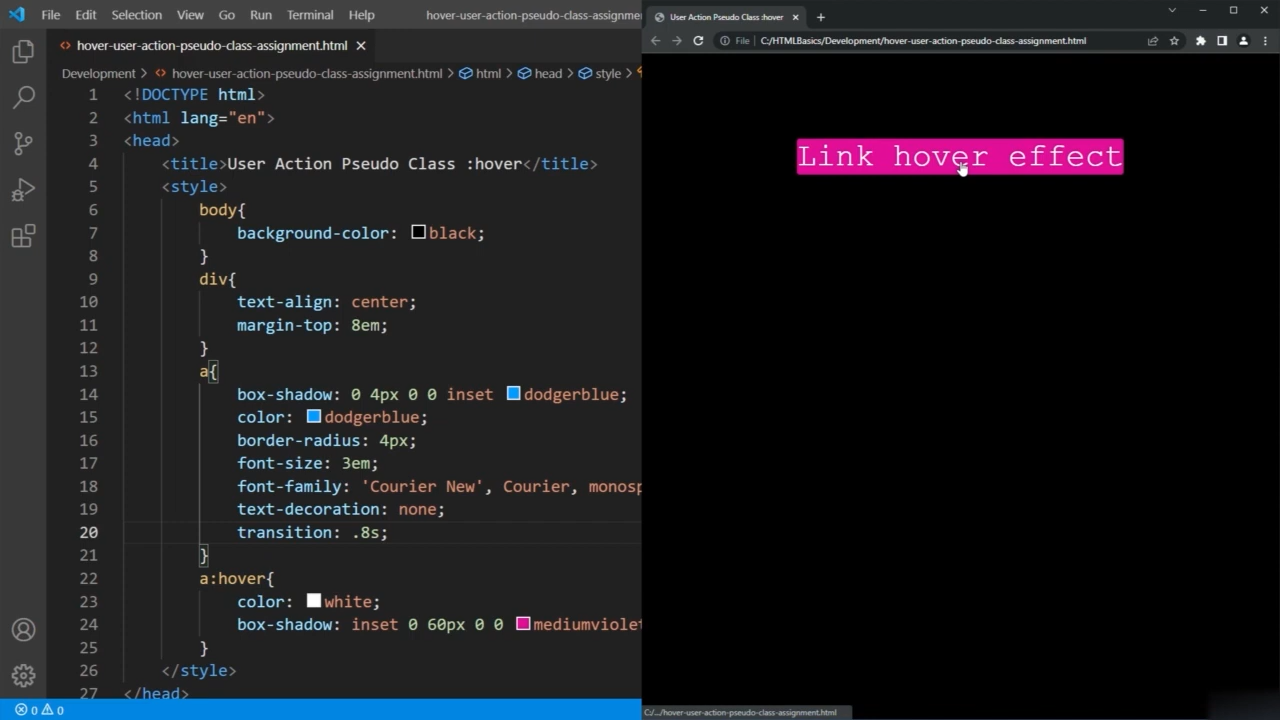 File Edit Selection View Go Run Terminal Help hover-user-action-pseudo-class-assignme
hover-user-action-pseudo-class-assignment.html
Development > hover-user-action-pseudo-class-assignment.html > html > head > style >
1 <!DOCTYPE html>
2 <html lang="en">
3 <head>
4 <title>User Action Pseudo Class :hover</title>
5 <style>
6 body{
7 background-color: black;
8 }
9 div{
10 text-align: center;
11 margin-top: 8em;
12 }
13 a{
14 box-shadow: 0 4px 0 0 inset dodgerblue;
15 color: dodgerblue;
16 border-radius: 4px;
17 font-size: 3em;
18 font-family: 'Courier New', Courier, monosp
19 text-decoration: none;
20 transition: .8s;
21 }
22 a:hover{
23 color: white;
24 box-shadow: inset 0 60px 0 0 mediumviolet
25 }
26 </style>
27 </head>
0 0
User Action Pseudo Class :hover
File C:/HTMLBasics/Development/hover-user-action-pseudo-class-assignment.html
Link hover effect
C:/.../hover-user-action-pseudo-class-assignment.html